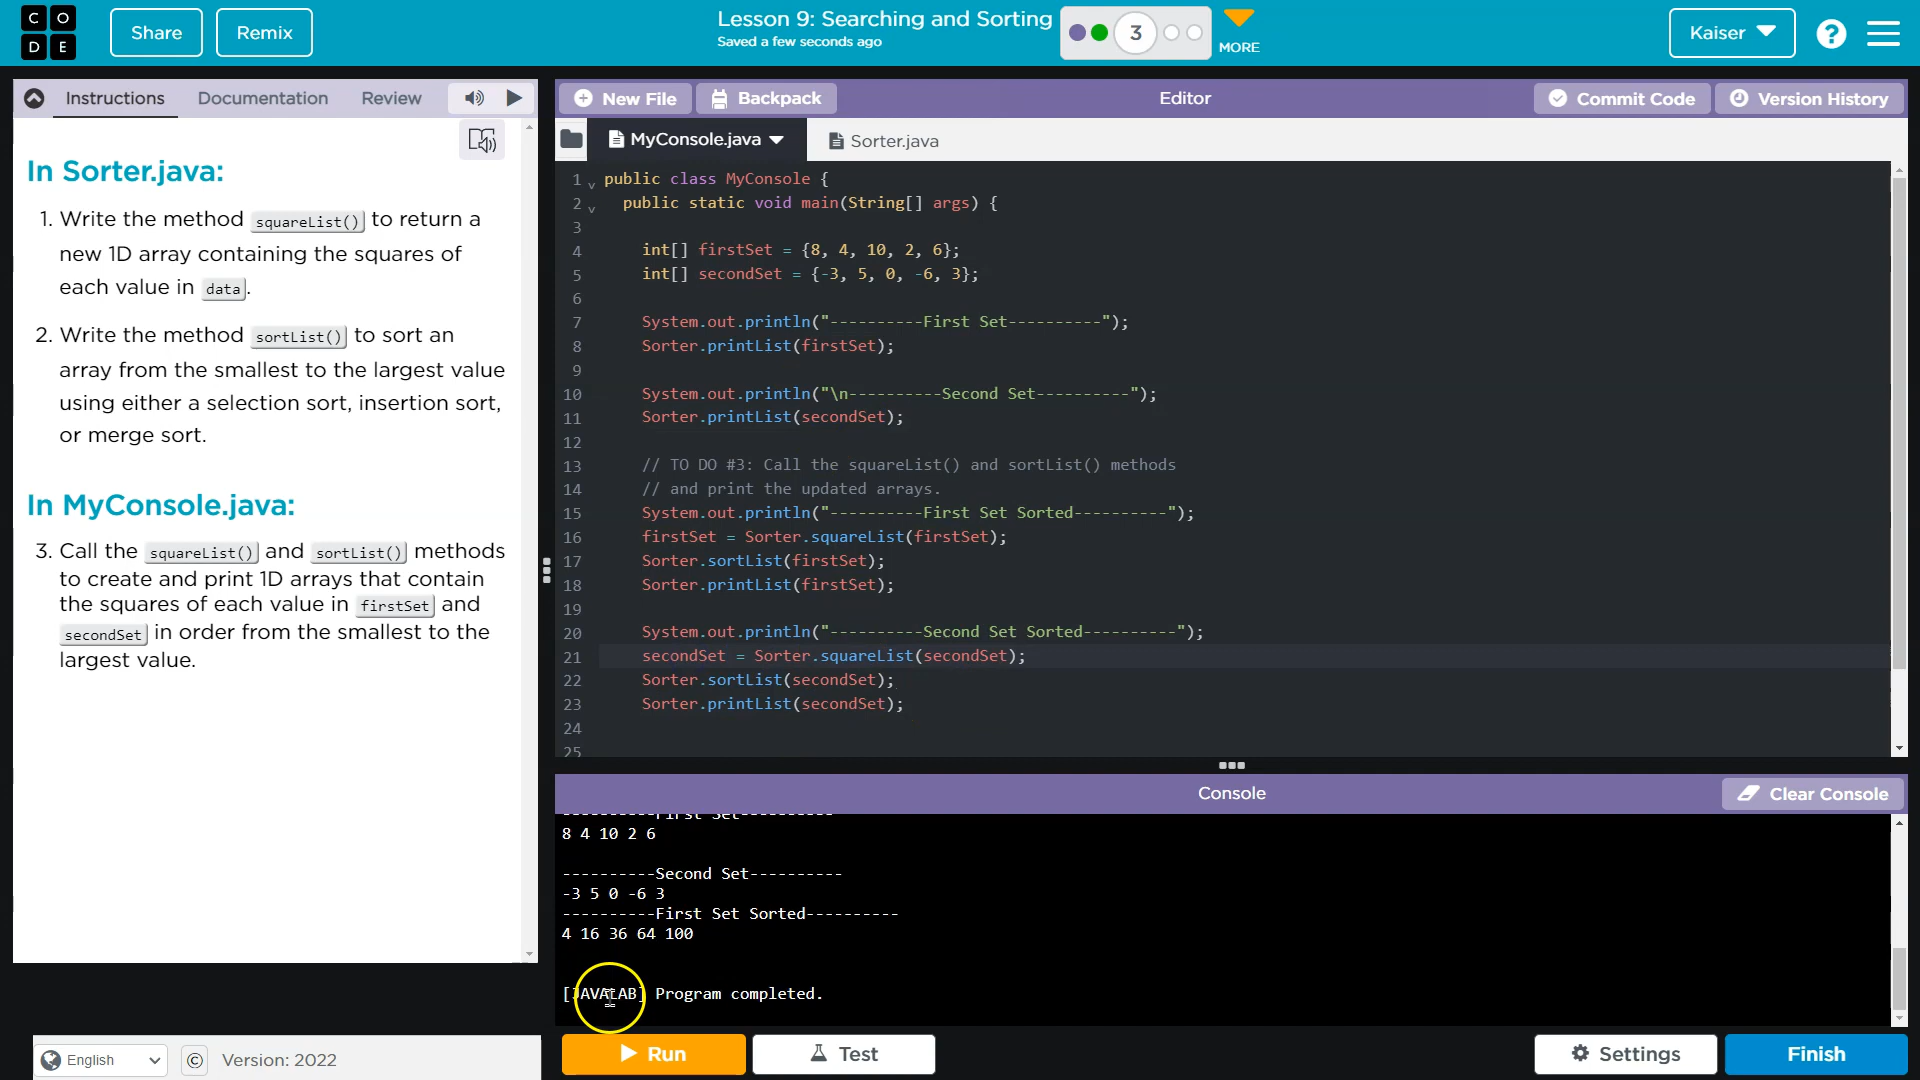 CODE
Share
Remix
Lesson 9: Searching and Sorting
Saved a few seconds ago
3
MORE
Kaiser
?
Instructions
Documentation
Review
New File
Backpack
Editor
Commit Code
Version History
MyConsole.java
Sorter.java
In Sorter.java:
1. Write the method squareList() to return a
new 1D array containing the squares of
each value in data.
2. Write the method sortList() to sort an
array from the smallest to the largest value
using either a selection sort, insertion sort,
or merge sort.
In MyConsole.java:
3. Call the squareList() and sortList() methods
to create and print 1D arrays that contain
the squares of each value in firstSet and
secondSet in order from the smallest to the
largest value.
1 public class MyConsole {
2 public static void main(String[] args) {
3
4 int[] firstSet = {8, 4, 10, 2, 6};
5 int[] secondSet = {-3, 5, 0, -6, 3};
6
7 System.out.println("----------First Set----------");
8 Sorter.printList(firstSet);
9
10 System.out.println("\n----------Second Set----------");
11 Sorter.printList(secondSet);
12
13 // TO DO #3: Call the squareList() and sortList() methods
14 // and print the updated arrays.
15 System.out.println("----------First Set Sorted----------");
16 firstSet = Sorter.squareList(firstSet);
17 Sorter.sortList(firstSet);
18 Sorter.printList(firstSet);
19
20 System.out.println("----------Second Set Sorted----------");
21 secondSet = Sorter.squareList(secondSet);
22 Sorter.sortList(secondSet);
23 Sorter.printList(secondSet);
24
25
Console
Clear Console
----------First Set----------
8 4 10 2 6
----------Second Set----------
-3 5 0 -6 3
----------First Set Sorted----------
4 16 36 64 100
[JAVALAB] Program completed.
English
©
Version: 2022
Run
Test
Settings
Finish